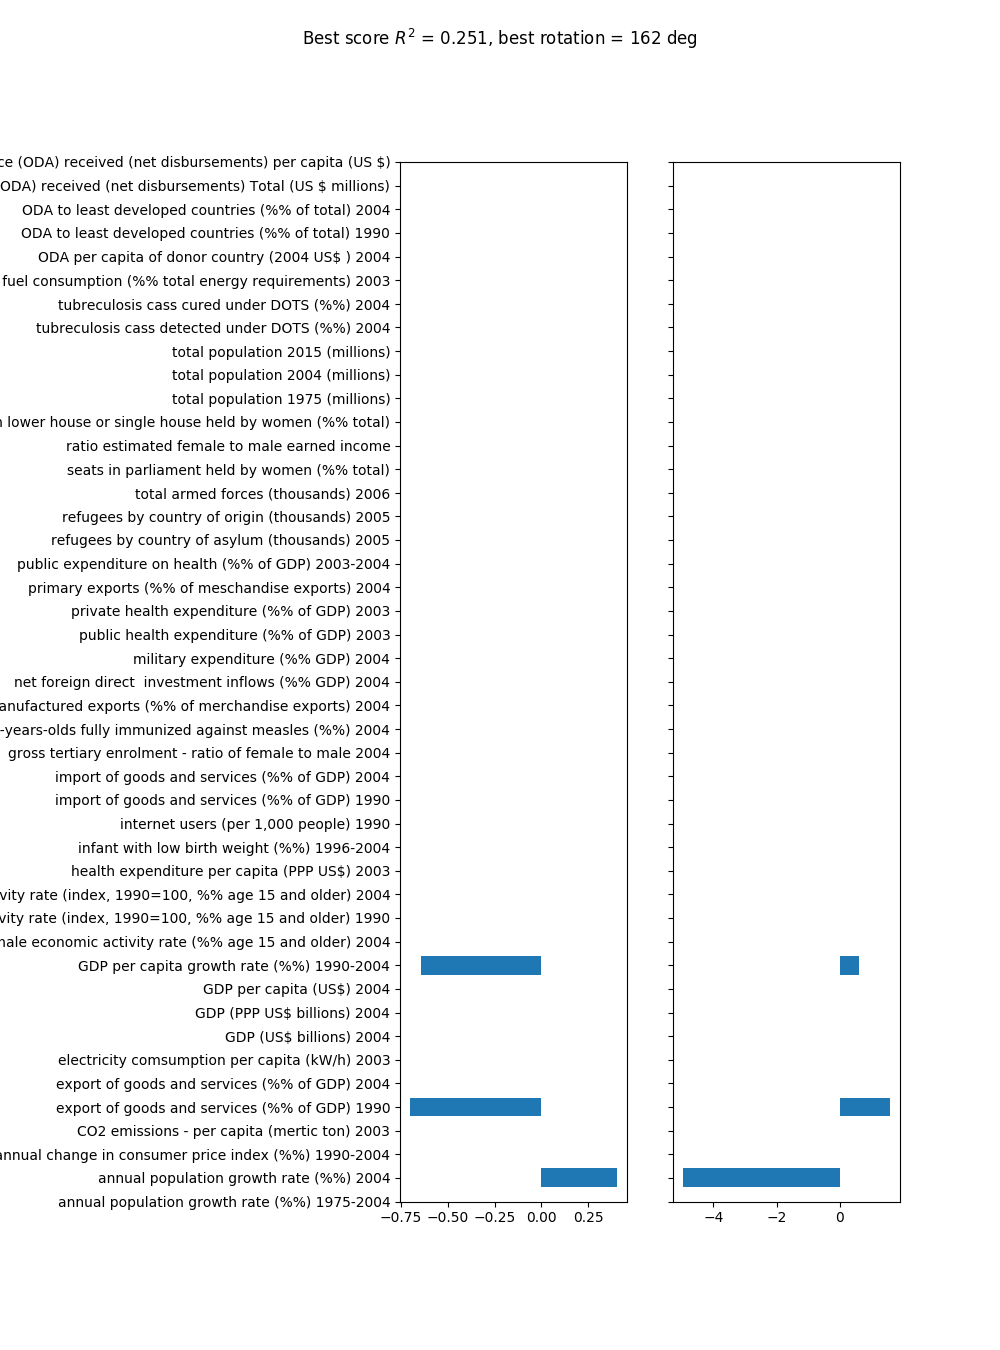 Best score R² = 0.251, best rotation = 162 deg
(ODA) received (net disbursements) per capita (US $)
ODA) received (net disbursements) Total (US $ millions)
ODA to least developed countries (%% of total) 2004
ODA to least developed countries (%% of total) 1990
ODA per capita of donor country (2004 US$ ) 2004
fuel consumption (%% total energy requirements) 2003
tubreculosis cass cured under DOTS (%%) 2004
tubreculosis cass detected under DOTS (%%) 2004
total population 2015 (millions)
total population 2004 (millions)
total population 1975 (millions)
lower house or single house held by women (%% total)
ratio estimated female to male earned income
seats in parliament held by women (%% total)
total armed forces (thousands) 2006
refugees by country of origin (thousands) 2005
refugees by country of asylum (thousands) 2005
public expenditure on health (%% of GDP) 2003-2004
primary exports (%% of meschandise exports) 2004
private health expenditure (%% of GDP) 2003
public health expenditure (%% of GDP) 2003
military expenditure (%% GDP) 2004
net foreign direct  investment inflows (%% GDP) 2004
anufactured exports (%% of merchandise exports) 2004
-years-olds fully immunized against measles (%%) 2004
gross tertiary enrolment - ratio of female to male 2004
import of goods and services (%% of GDP) 2004
import of goods and services (%% of GDP) 1990
internet users (per 1,000 people) 1990
infant with low birth weight (%%) 1996-2004
health expenditure per capita (PPP US$) 2003
vity rate (index, 1990=100, %% age 15 and older) 2004
vity rate (index, 1990=100, %% age 15 and older) 1990
ale economic activity rate (%% age 15 and older) 2004
GDP per capita growth rate (%%) 1990-2004
GDP per capita (US$) 2004
GDP (PPP US$ billions) 2004
GDP (US$ billions) 2004
electricity comsumption per capita (kW/h) 2003
export of goods and services (%% of GDP) 2004
export of goods and services (%% of GDP) 1990
CO2 emissions - per capita (mertic ton) 2003
annual change in consumer price index (%%) 1990-2004
annual population growth rate (%%) 2004
annual population growth rate (%%) 1975-2004
−0.75 −0.50 −0.25 0.00 0.25
−4 −2 0